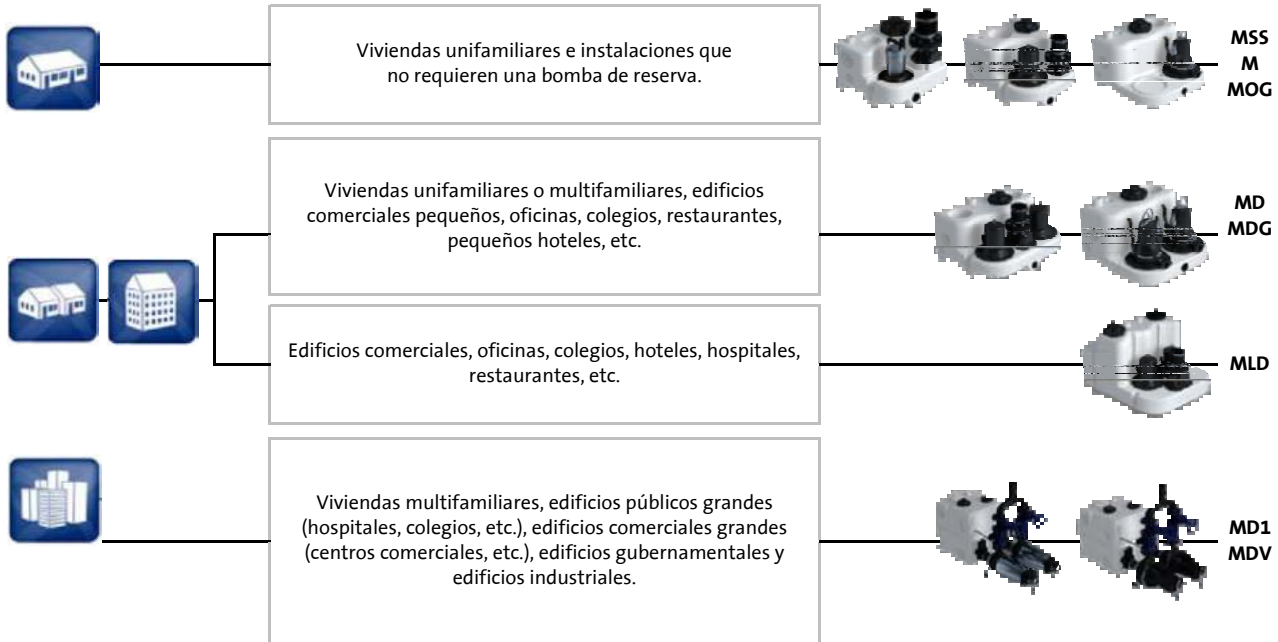 Viviendas unifamiliares e instalaciones que
no requieren una bomba de reserva.
MSS
M
MOG
Viviendas unifamiliares o multifamiliares, edificios
comerciales pequeños, oficinas, colegios, restaurantes,
pequeños hoteles, etc.
MD
MDG
Edificios comerciales, oficinas, colegios, hoteles, hospitales,
restaurantes, etc.
MLD
Viviendas multifamiliares, edificios públicos grandes
(hospitales, colegios, etc.), edificios comerciales grandes
(centros comerciales, etc.), edificios gubernamentales y
edificios industriales.
MD1
MDV